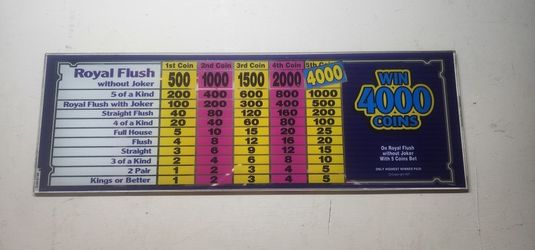 1st Coin 2nd Coin 3rd Coin 4th Coin 5th
Royal Flush
without Joker 500 1000 1500 2000 4000
5 of a Kind 200 400 600 800 1000
Royal Flush with Joker 100 200 300 400 500
Straight Flush 40 80 120 160 200
4 of a Kind 20 40 60 80 100
Full House 5 10 15 20 25
Flush 4 8 12 16 20
Straight 3 6 9 12 15
3 of a Kind 2 4 6 8 10
2 Pair 1 2 3 4 5
Kings or Better 1 2 3 4 5
WIN
4000
COINS
On Royal Flush
without Joker
With 5 Coins Bet
ONLY HIGHEST WINNER PAID